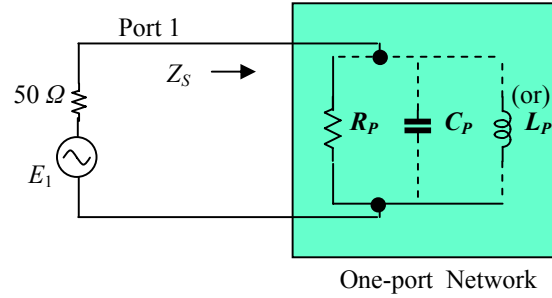 Port 1
Z_S
50 Ω
E_1
R_P
C_P
(or)
L_P
One-port Network